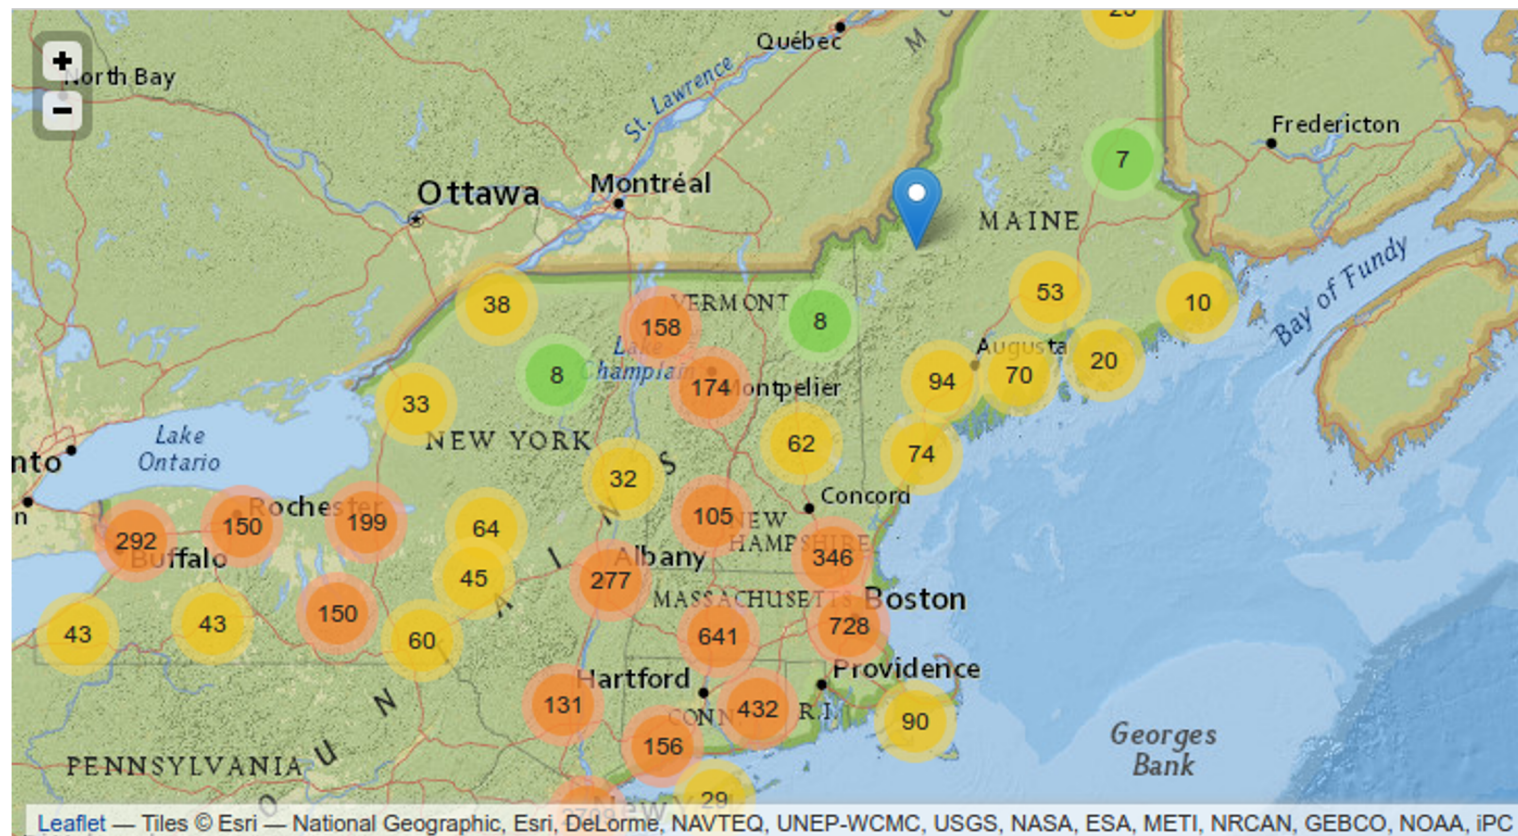 25
Québec
M
+
North Bay
St. Lawrence
Fredericton
−
7
Ottawa
Montréal
MAINE
Bay of Fundy
38
158
VERMONT
8
53
10
8
Lake
Champlain
174
Montpelier
Augusta
94
70
20
33
NEW YORK
62
74
Lake
Ontario
nto
32
S
Concord
n
Rochester
292
150
199
64
N
105
NEW
HAMPSHIRE
346
Buffalo
45
I
277
Albany
A
MASSACHUSETTS
Boston
43
43
150
60
641
728
Hartford
Providence
N
131
CONN
432
R.I.
90
156
Georges
Bank
PENNSYLVANIA
U
O
29
Leaflet — Tiles © Esri — National Geographic, Esri, DeLorme, NAVTEQ, UNEP-WCMC, USGS, NASA, ESA, METI, NRCAN, GEBCO, NOAA, iPC